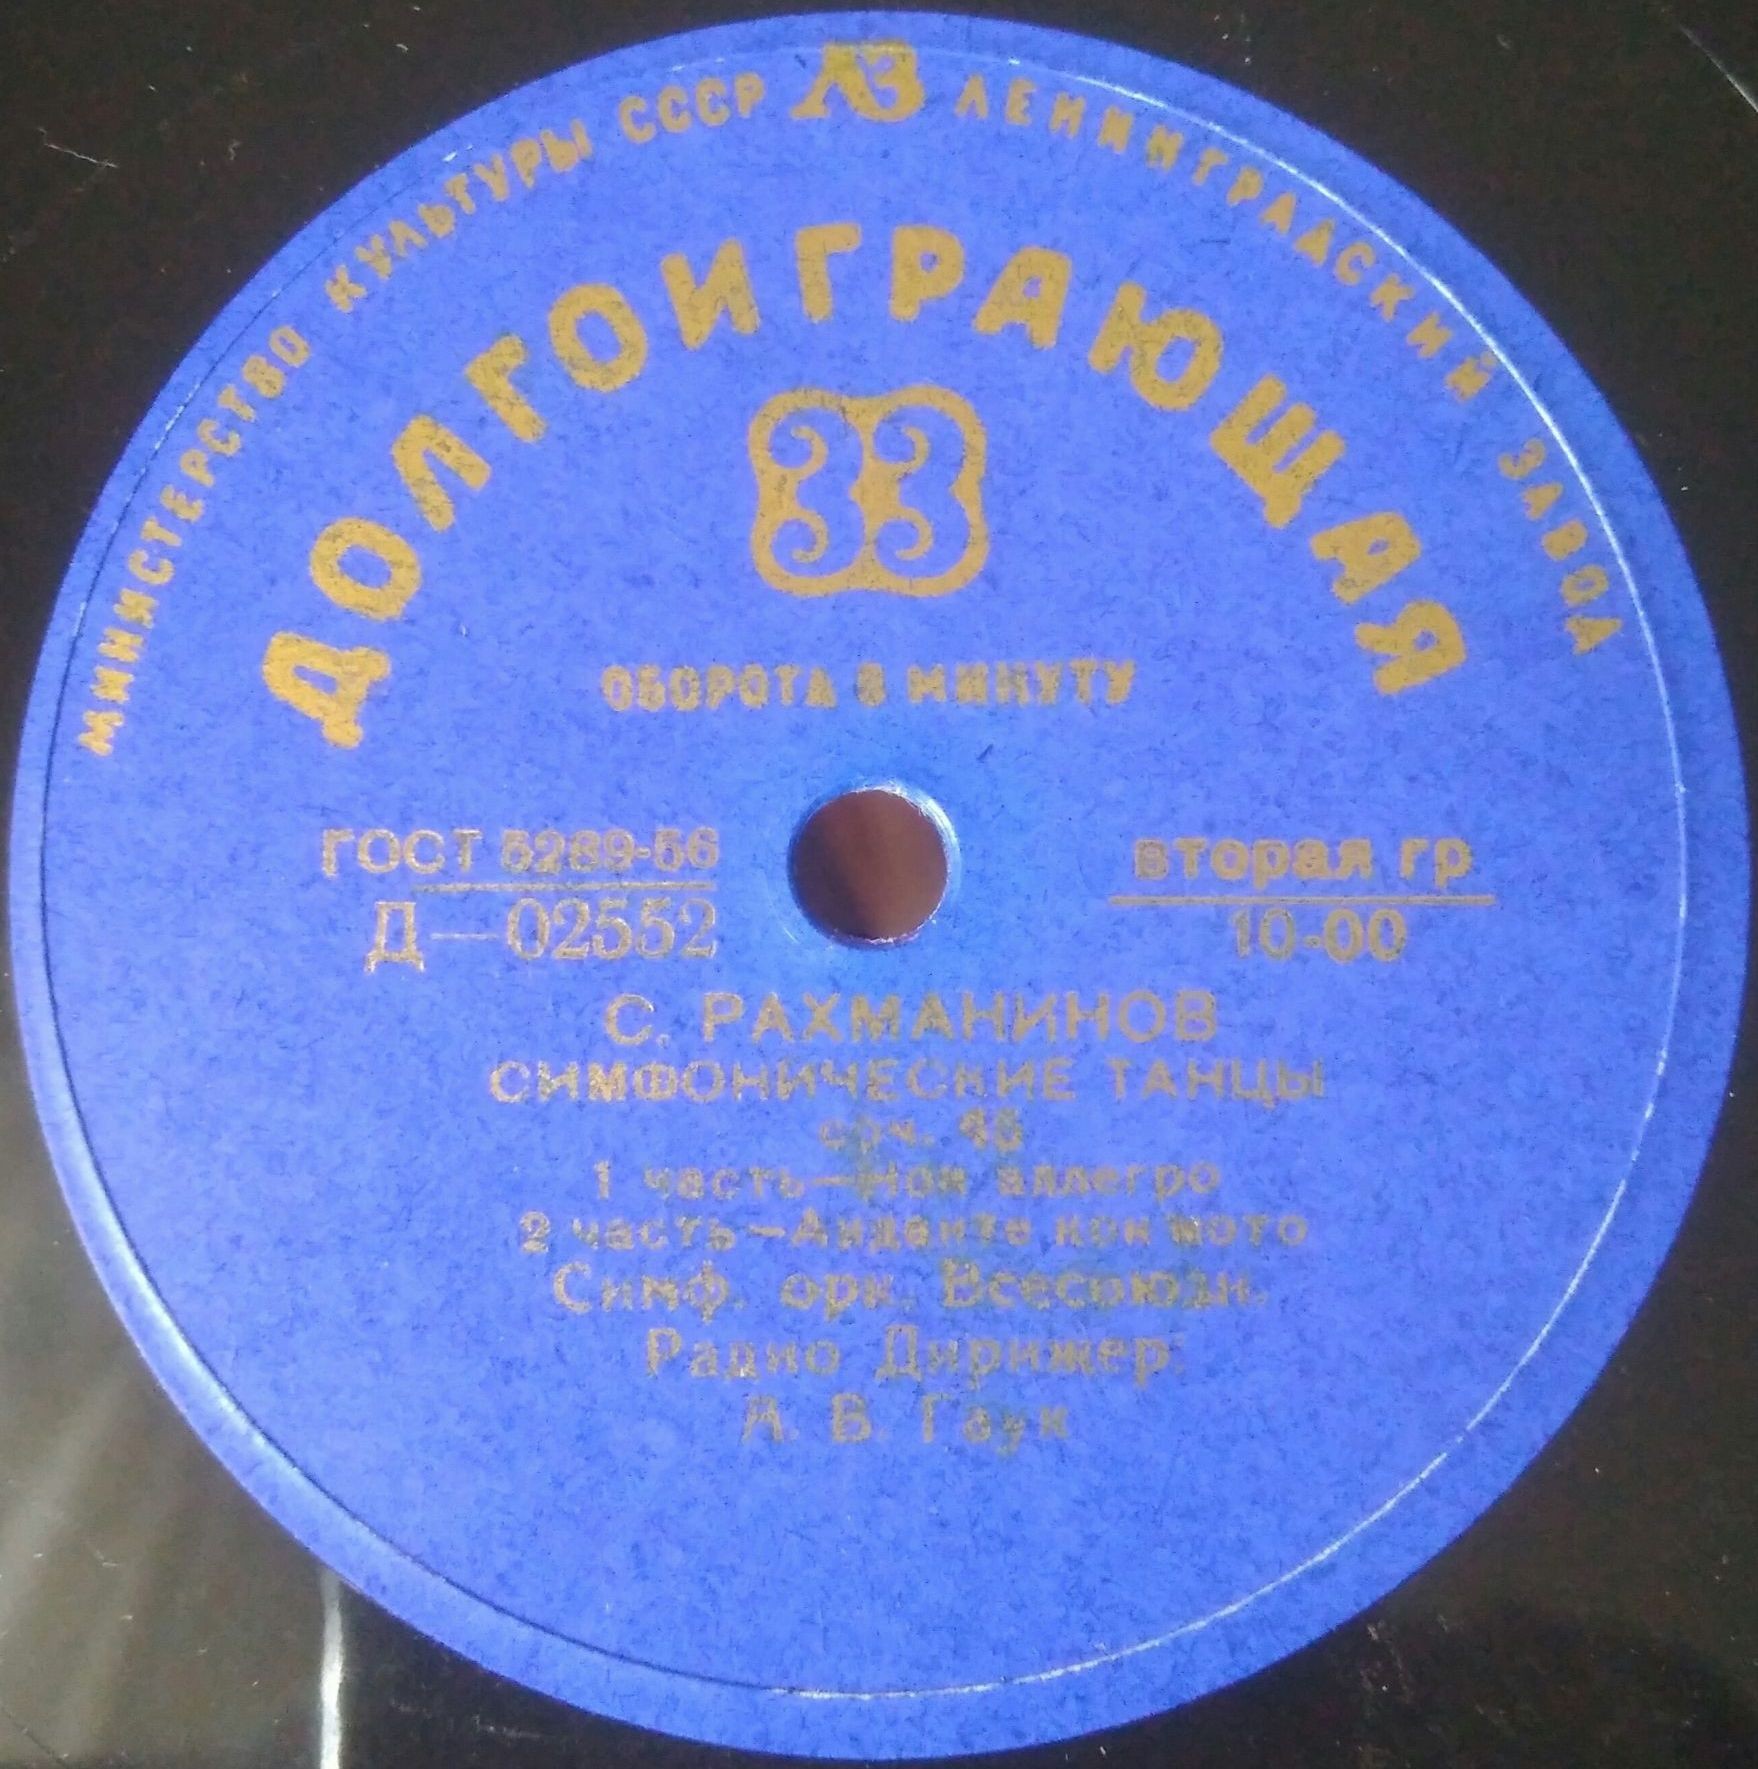 МИНИСТЕРСТВО КУЛЬТУРЫ СССР ЛЗ ЛЕНИНГРАДСКИЙ ЗАВОД
ДОЛГОИГРАЮЩАЯ
33
ОБОРОТА В МИНУТУ
ГОСТ 5289-56
Д—02552
вторая гр
10-00
С. РАХМАНИНОВ
СИМФОНИЧЕСКИЕ ТАНЦЫ
соч. 45
1 часть—Нон аллегро
2 часть—Анданте кон мото
Симф. орк. Всесоюзн.
Радио Дирижер:
А. В. Гаук